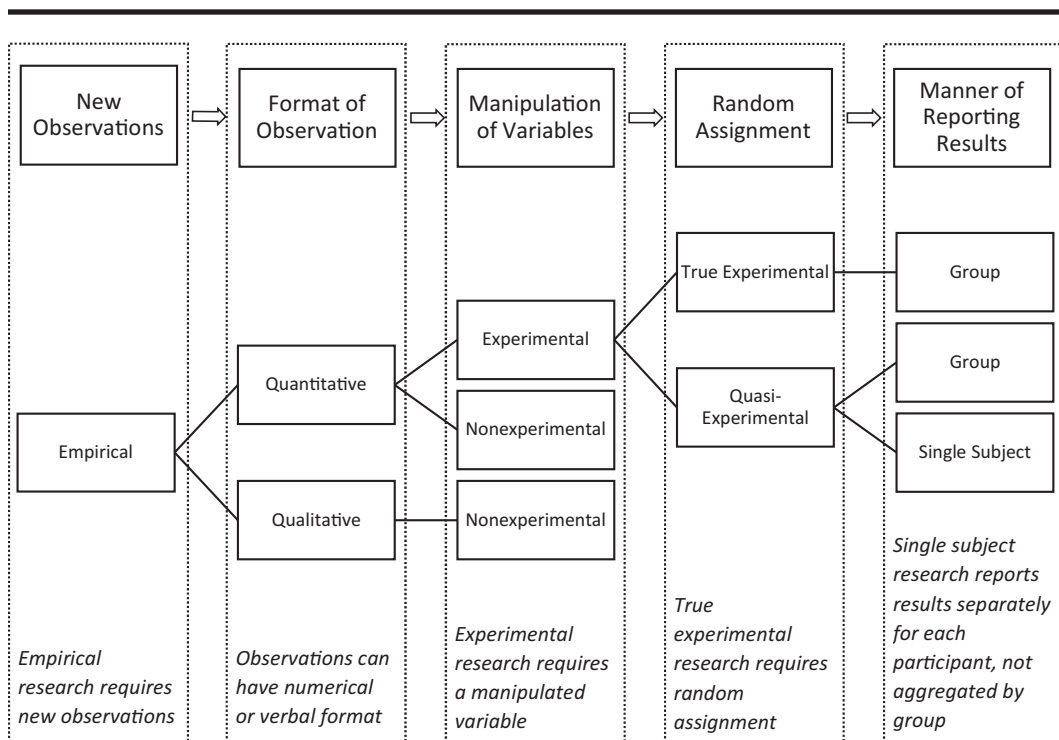 New
Observations
Format of
Observation
Manipulation
of Variables
Random
Assignment
Manner of
Reporting
Results
Empirical
Quantitative
Qualitative
Experimental
Nonexperimental
Nonexperimental
True Experimental
Quasi-
Experimental
Group
Group
Single Subject
Empirical
research requires
new observations
Observations can
have numerical
or verbal format
Experimental
research requires
a manipulated
variable
True
experimental
research requires
random
assignment
Single subject
research reports
results separately
for each
participant, not
aggregated by
group